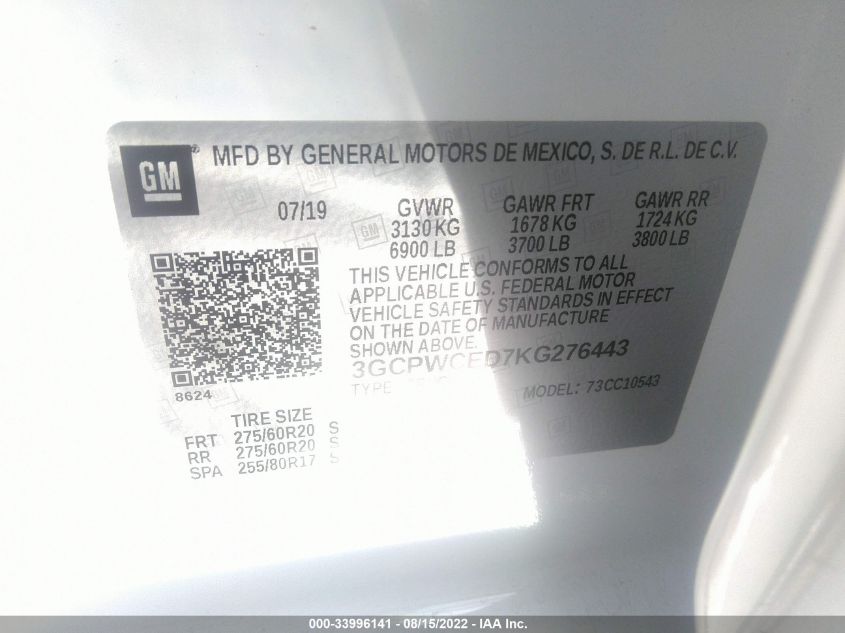 GM
MFD BY GENERAL MOTORS DE MEXICO, S. DE R.L. DE C.V.
07/19
GVWR
3130 KG
6900 LB
GAWR FRT
1678 KG
3700 LB
GAWR RR
1724 KG
3800 LB
THIS VEHICLE CONFORMS TO ALL
APPLICABLE U.S. FEDERAL MOTOR
VEHICLE SAFETY STANDARDS IN EFFECT
ON THE DATE OF MANUFACTURE
SHOWN ABOVE.
3GCPWCED7KG276443
TYPE
MODEL: 73CC10543
8624
TIRE SIZE
FRT 275/60R20 S
RR 275/60R20 S
SPA 255/80R17 S
000-33996141 - 08/15/2022 - IAA Inc.